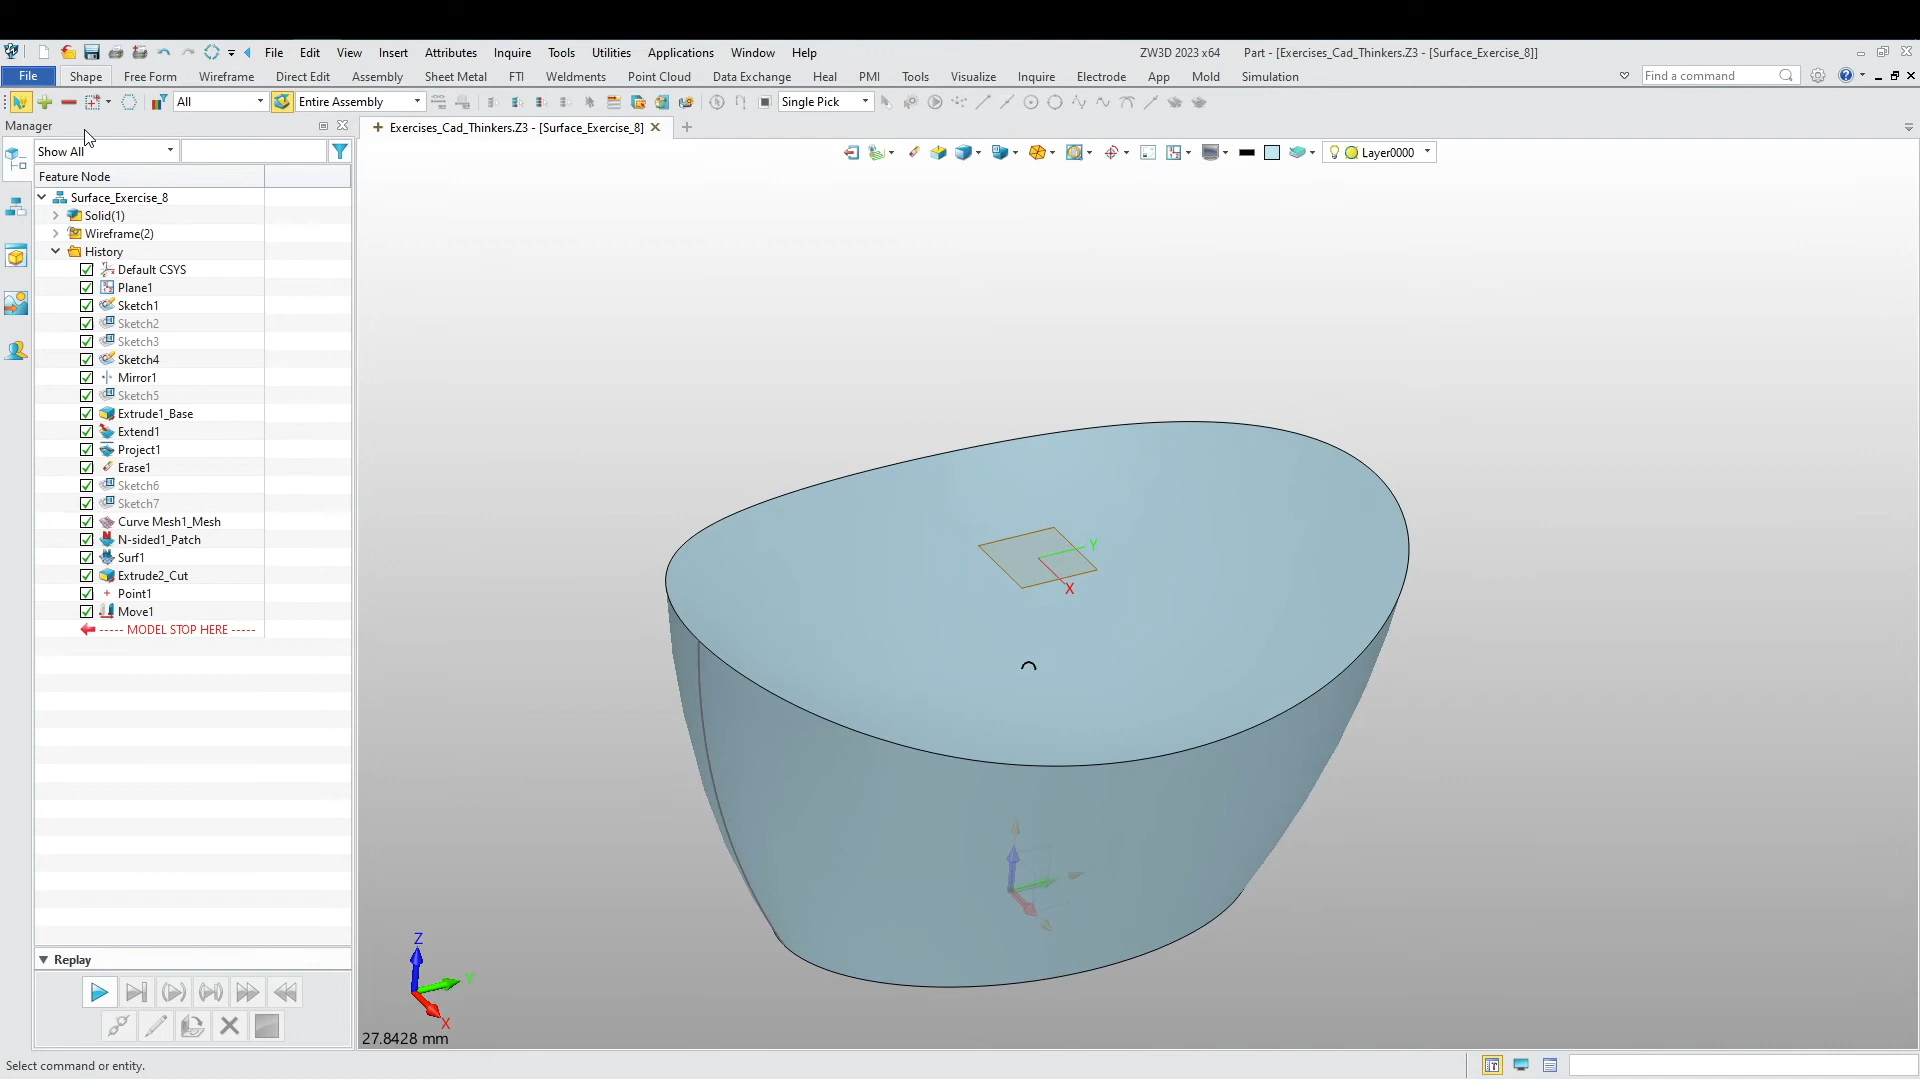 File Edit View Insert Attributes Inquire Tools Utilities Applications Window Help
ZW3D 2023 x64 Part - [Exercises_Cad_Thinkers.Z3 - [Surface_Exercise_8]]
File Shape Free Form Wireframe Direct Edit Assembly Sheet Metal FTI Weldments Point Cloud Data Exchange Heal PMI Tools Visualize Inquire Electrode App Mold Simulation
Find a command
All Entire Assembly Single Pick
Manager
Exercises_Cad_Thinkers.Z3 - [Surface_Exercise_8]
Show All
Layer0000
Feature Node
Surface_Exercise_8
Solid(1)
Wireframe(2)
History
Default CSYS
Plane1
Sketch1
Sketch2
Sketch3
Sketch4
Mirror1
Sketch5
Extrude1_Base
Extend1
Project1
Erase1
Sketch6
Sketch7
Curve Mesh1_Mesh
N-sided1_Patch
Surf1
Extrude2_Cut
Point1
Move1
----- MODEL STOP HERE -----
Y
X
Replay
Z
Y
X
27.8428 mm
Select command or entity.